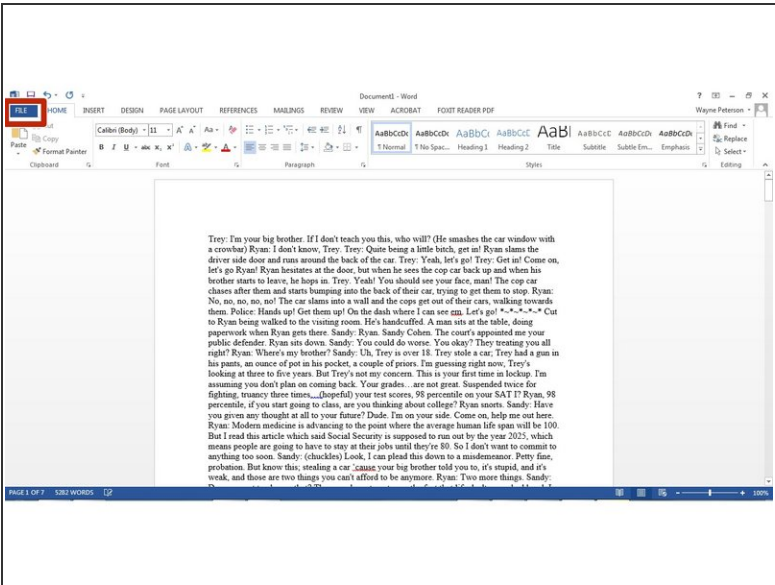 Document1 - Word
FILE HOME INSERT DESIGN PAGE LAYOUT REFERENCES MAILINGS REVIEW VIEW ACROBAT FOXIT READER PDF Wayne Peterson
Calibri (Body) 11 Aa
AaBbCcDc AaBbCcDc AaBbCc AaBbCcC AaBl AaBbCcC AaBbCcDc AaBbCcDc
Find
Copy
Replace
Paste
Format Painter
B I U abc
¶ Normal ¶ No Spac... Heading 1 Heading 2 Title Subtitle Subtle Em... Emphasis
Select
Clipboard Font Paragraph Styles Editing
Trey: I'm your big brother. If I don't teach you this, who will? (He smashes the car window with
a crowbar) Ryan: I don't know, Trey. Trey: Quite being a little bitch, get in! Ryan slams the
driver side door and runs around the back of the car. Trey: Yeah, let's go! Trey: Get in! Come on,
let's go Ryan! Ryan hesitates at the door, but when he sees the cop car back up and when his
brother starts to leave, he hops in. Trey. Yeah! You should see your face, man! The cop car
chases after them and starts bumping into the back of their car, trying to get them to stop. Ryan:
No, no, no, no, no! The car slams into a wall and the cops get out of their cars, walking towards
them. Police: Hands up! Get them up! On the dash where I can see em. Let's go! *~*~*~*~* Cut
to Ryan being walked to the visiting room. He's handcuffed. A man sits at the table, doing
paperwork when Ryan gets there. Sandy: Ryan. Sandy Cohen. The court's appointed me your
public defender. Ryan sits down. Sandy: You could do worse. You okay? They treating you all
right? Ryan: Where's my brother? Sandy: Uh, Trey is over 18. Trey stole a car; Trey had a gun in
his pants, an ounce of pot in his pocket, a couple of priors. I'm guessing right now, Trey's
looking at three to five years. But Trey's not my concern. This is your first time in lockup. I'm
assuming you don't plan on coming back. Your grades…are not great. Suspended twice for
fighting, truancy three times,…(hopeful) your test scores, 98 percentile on your SAT I? Ryan, 98
percentile, if you start going to class, are you thinking about college? Ryan snorts. Sandy: Have
you given any thought at all to your future? Dude. I'm on your side. Come on, help me out here.
Ryan: Modern medicine is advancing to the point where the average human life span will be 100.
But I read this article which said Social Security is supposed to run out by the year 2025, which
means people are going to have to stay at their jobs until they're 80. So I don't want to commit to
anything too soon. Sandy: (chuckles) Look, I can plead this down to a misdemeanor. Petty fine,
probation. But know this; stealing a car 'cause your big brother told you to, it's stupid, and it's
weak, and those are two things you can't afford to be anymore. Ryan: Two more things. Sandy:
PAGE 1 OF 7 5282 WORDS 100%